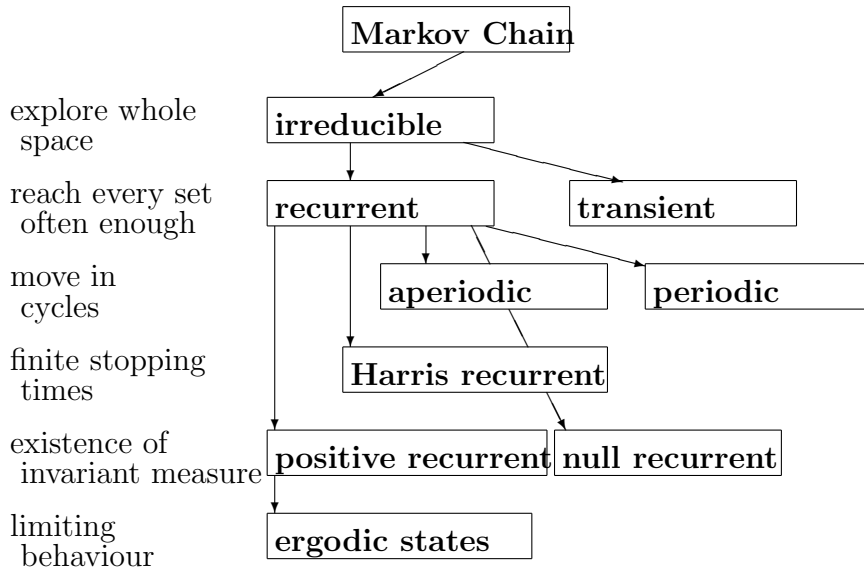 Markov Chain
explore whole
space
irreducible
reach every set
often enough
recurrent
transient
move in
cycles
aperiodic
periodic
finite stopping
times
Harris recurrent
existence of
invariant measure
positive recurrent
null recurrent
limiting
behaviour
ergodic states